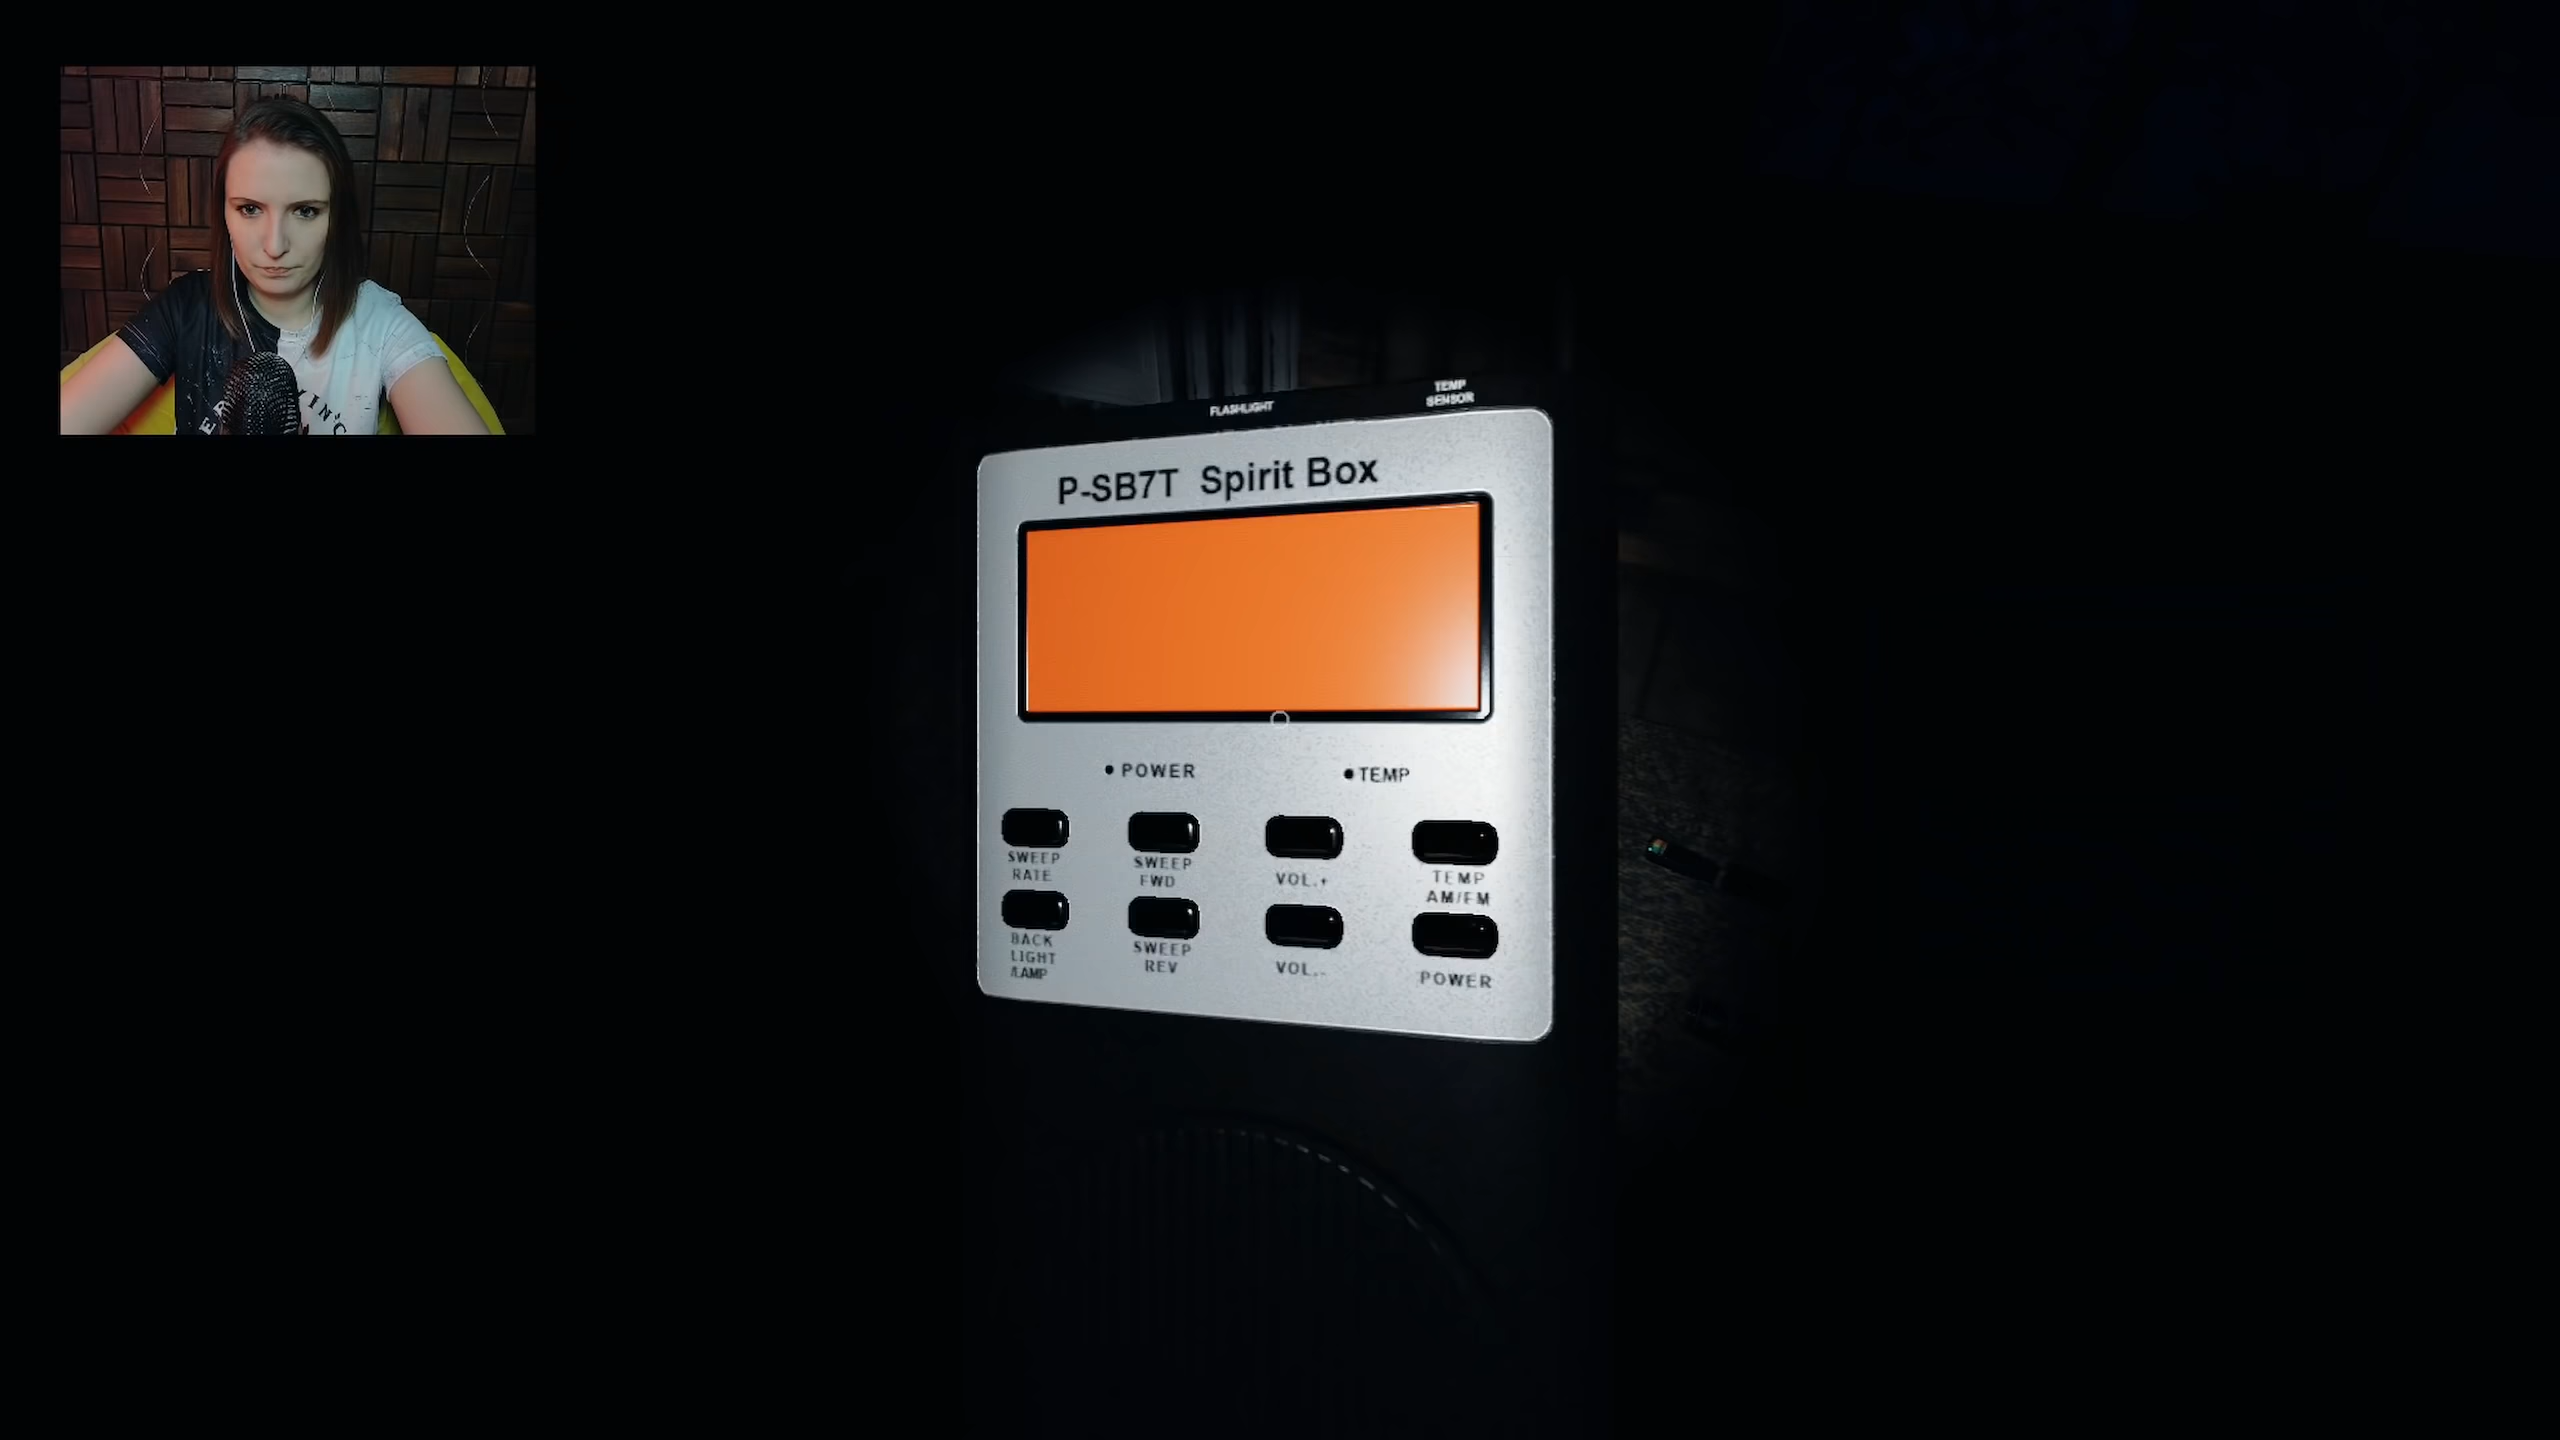 FLASHLIGHT
TEMP
SENSOR
P-SB7T Spirit Box
POWER
TEMP
SWEEP
RATE
SWEEP
FWD
VOL.+
TEMP
AM/FM
BACK
LIGHT
/LAMP
SWEEP
REV
VOL.-
POWER